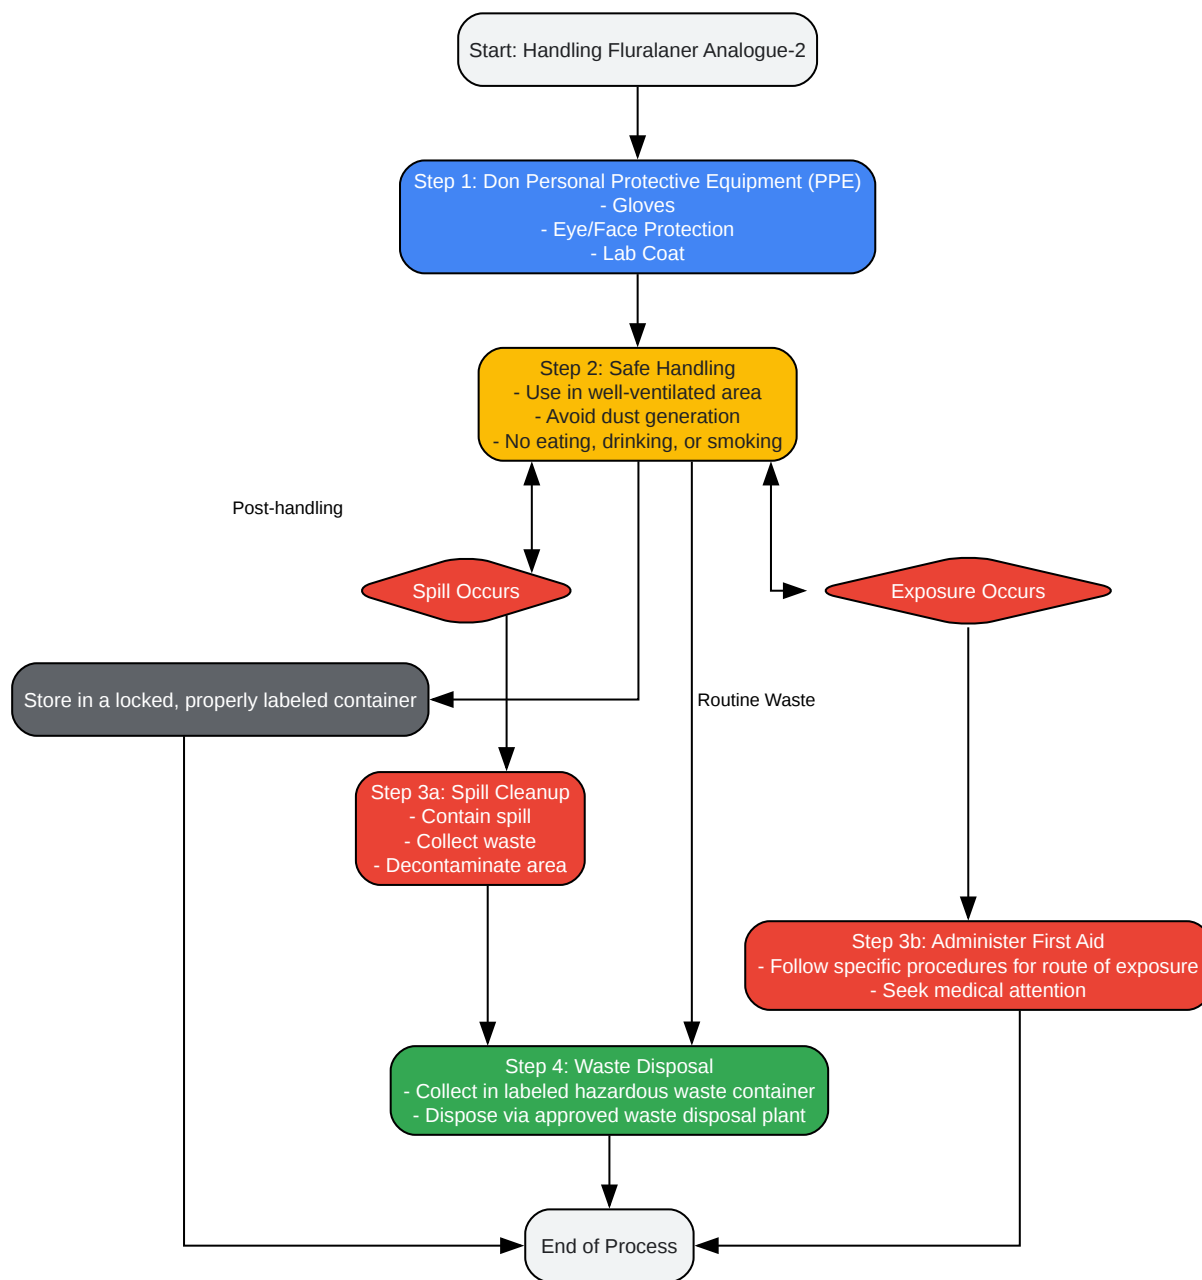 Start: Handling Fluralaner Analogue-2
Step 1: Don Personal Protective Equipment (PPE)
- Gloves
- Eye/Face Protection
- Lab Coat
Step 2: Safe Handling
- Use in well-ventilated area
- Avoid dust generation
- No eating, drinking, or smoking
Post-handling
Spill Occurs
Exposure Occurs
Store in a locked, properly labeled container
Routine Waste
Step 3a: Spill Cleanup
- Contain spill
- Collect waste
- Decontaminate area
Step 3b: Administer First Aid
- Follow specific procedures for route of exposure
- Seek medical attention
Step 4: Waste Disposal
- Collect in labeled hazardous waste container
- Dispose via approved waste disposal plant
End of Process